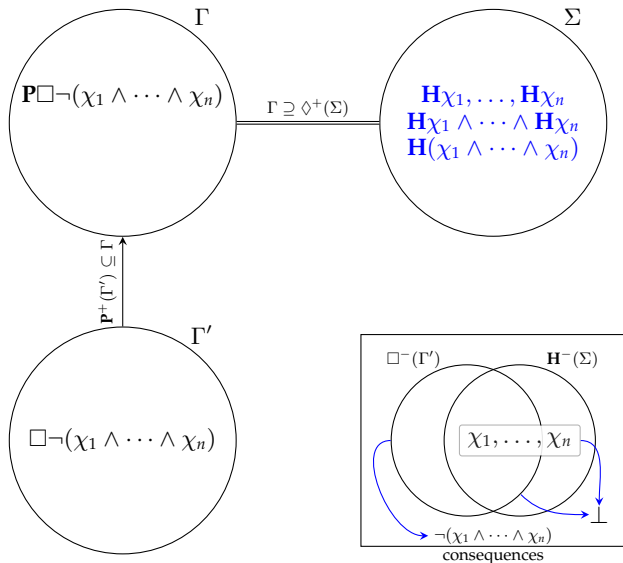 Γ
Σ
𝐏□¬(χ₁ ∧ ⋯ ∧ χₙ)
Γ ⊇ ◊⁺(Σ)
𝐇χ₁, …, 𝐇χₙ
𝐇χ₁ ∧ ⋯ ∧ 𝐇χₙ
𝐇(χ₁ ∧ ⋯ ∧ χₙ)
𝐏⁺(Γ′) ⊆ Γ
Γ′
□¬(χ₁ ∧ ⋯ ∧ χₙ)
□⁻(Γ′)
𝐇⁻(Σ)
χ₁, …, χₙ
⊥
¬(χ₁ ∧ ⋯ ∧ χₙ)
consequences